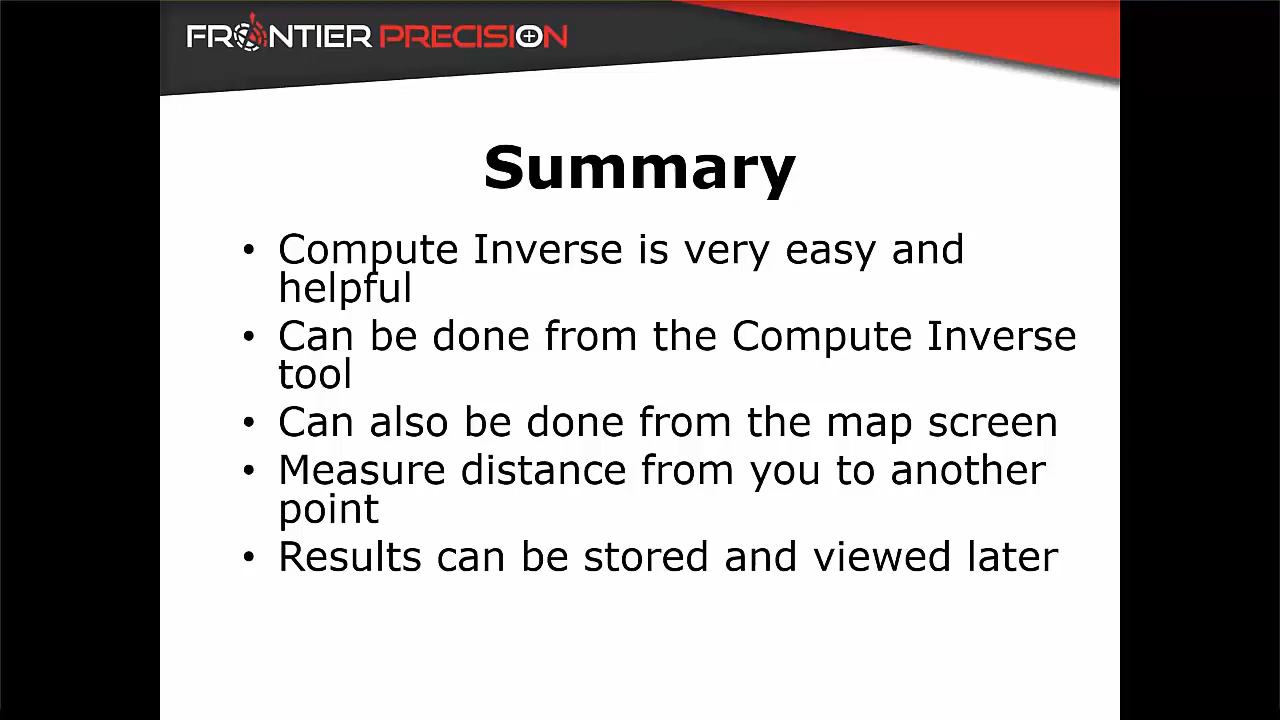 FRONTIER PRECISION
Summary
• Compute Inverse is very easy and
helpful
• Can be done from the Compute Inverse
tool
• Can also be done from the map screen
• Measure distance from you to another
point
• Results can be stored and viewed later